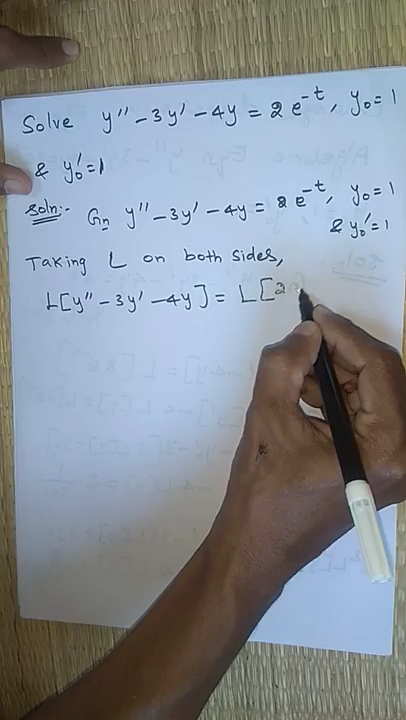 Solve y'' - 3y' - 4y = 2e^-t, y₀ = 1
& y₀' = 1
Soln:- Gn y'' - 3y' - 4y = 2e^-t, y₀ = 1
& y₀' = 1
Taking L on both sides,
L[y'' - 3y' - 4y] = L[2